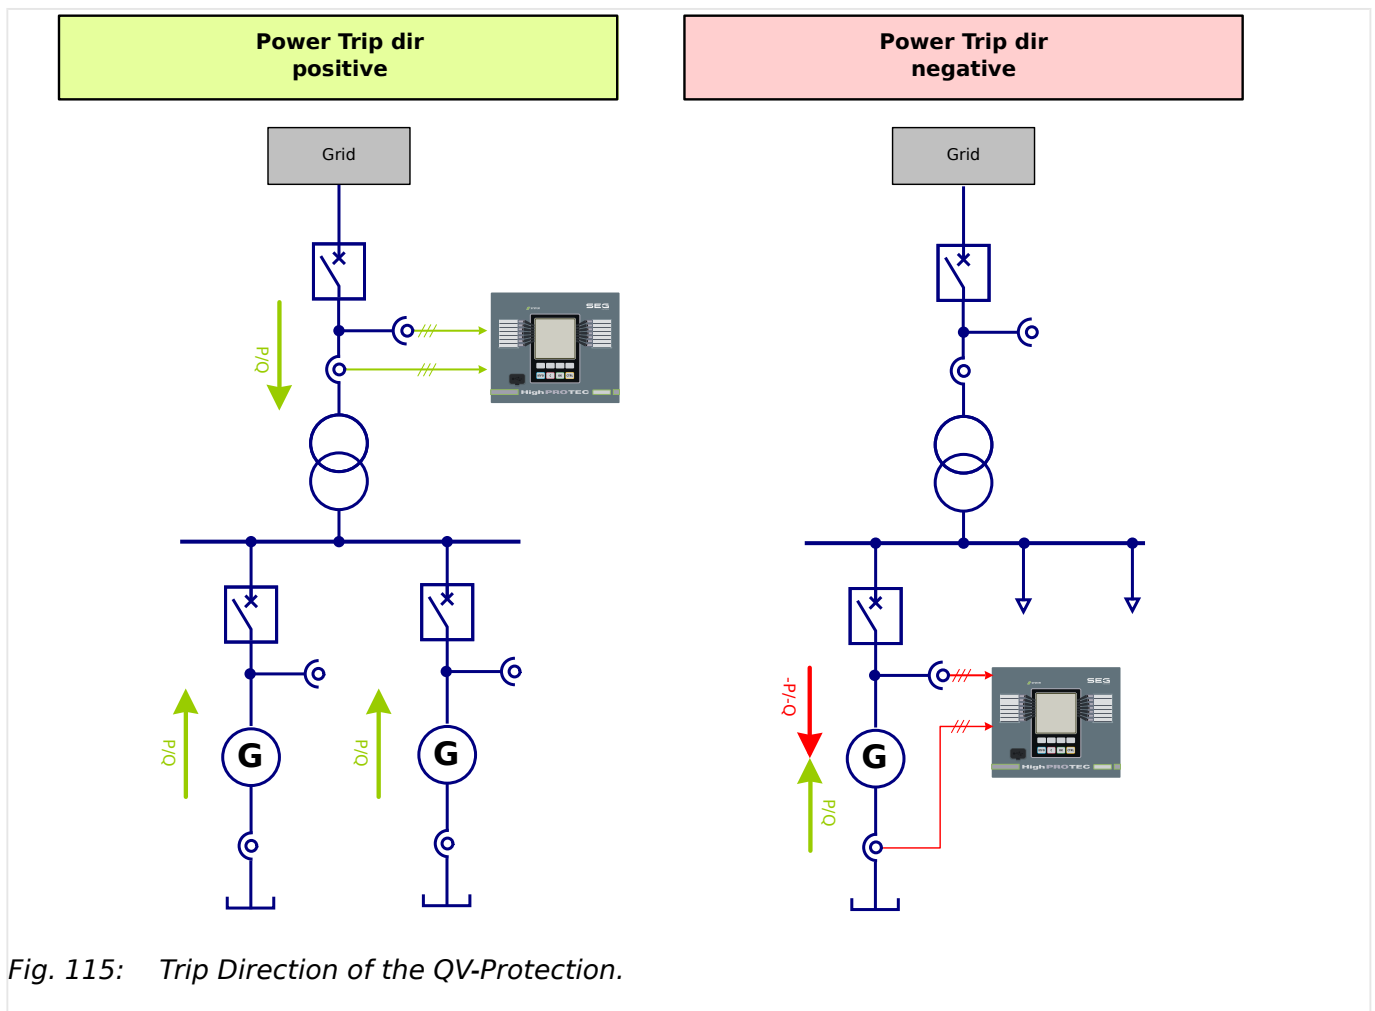 Power Trip dir
positive
Power Trip dir
negative
Grid
Grid
SEG
P/Q
HighPROTEC
P/Q
P/Q
G
G
-P/-Q
SEG
G
HighPROTEC
P/Q
Fig. 115: Trip Direction of the QV-Protection.